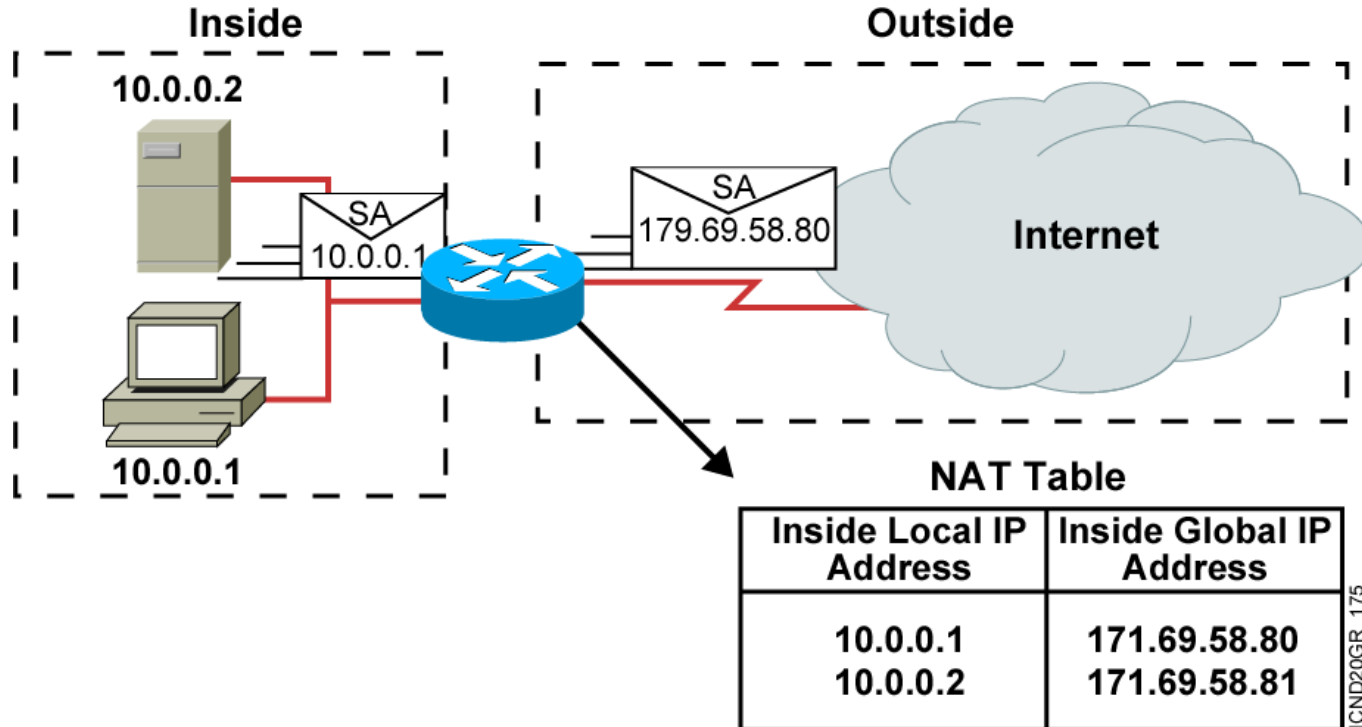 Inside
Outside
10.0.0.2
SA
10.0.0.1
SA
179.69.58.80
Internet
10.0.0.1
NAT Table
Inside Local IP Address
Inside Global IP Address
10.0.0.1
171.69.58.80
10.0.0.2
171.69.58.81
ICND20GR_175